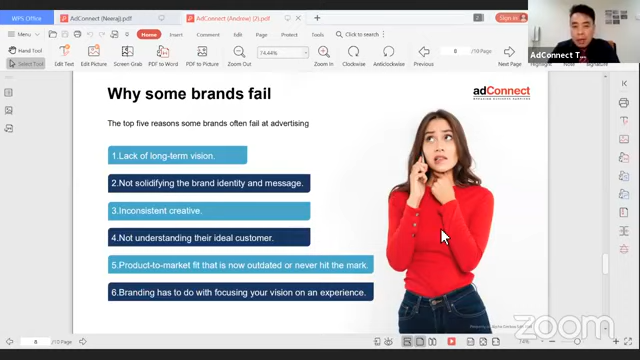 WPS Office
AdConnect (Neeraj).pdf
AdConnect (Andrew) (2).pdf
Sign in
Menu
Home
Insert
Click to search
Hand Tool
Select Tool
Edit Text
Edit Picture
Screen Grab
PDF to Word
PDF to Picture
Zoom Out
74.44%
Zoom In
Clockwise
Anticlockwise
Previous
8
/10 Page
Next Page
Highlight
Note
Signature
AdConnect T...
Why some brands fail
adConnect
The top five reasons some brands often fail at advertising
1.Lack of long-term vision.
2.Not solidifying the brand identity and message.
3.Inconsistent creative.
4.Not understanding their ideal customer.
5.Product-to-market fit that is now outdated or never hit the mark.
6.Branding has to do with focusing your vision on an experience.
zoom
8
/10 Page
74%